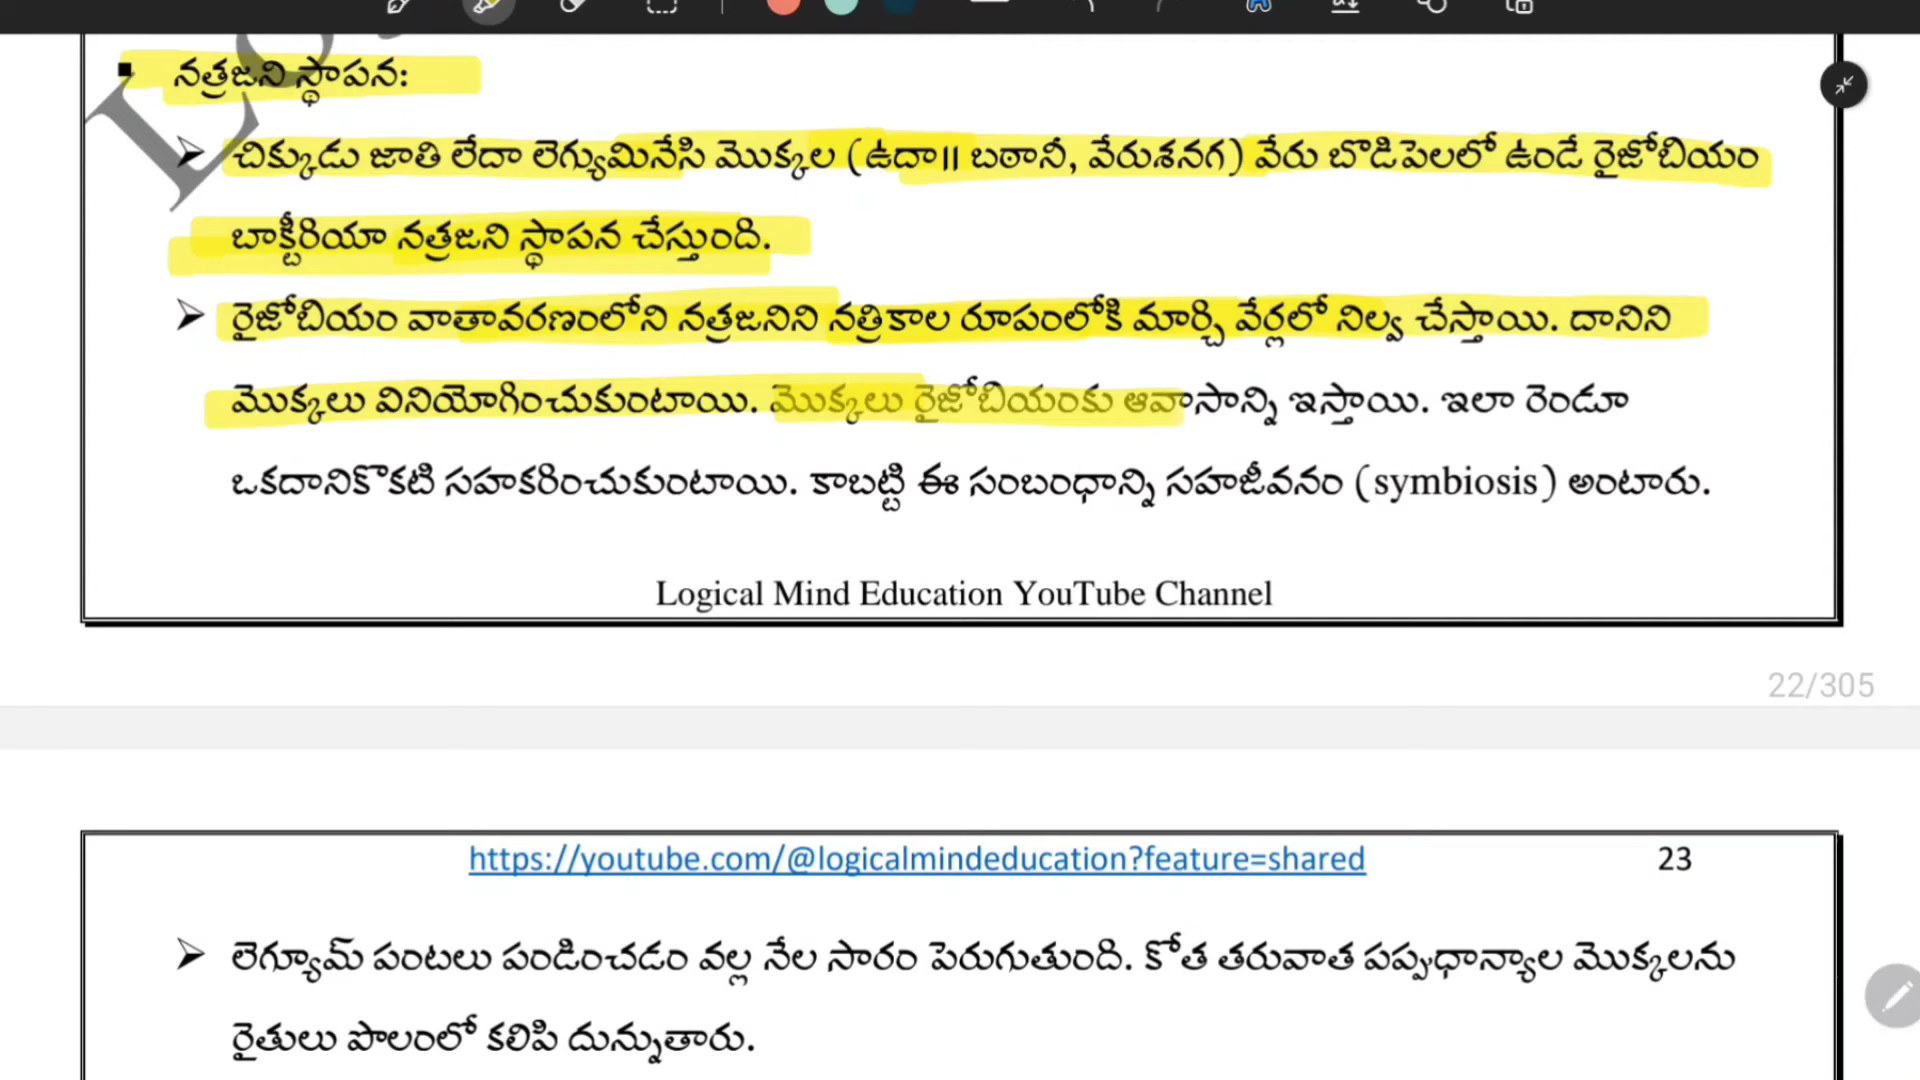 నత్రజని స్థాపన:
చిక్కుడు జాతి లేదా లెగ్యుమినేసి మొక్కల (ఉదా॥ బఠానీ, వేరుశనగ) వేరు బొడిపెలలో ఉండే రైజోబియం
బాక్టీరియా నత్రజని స్థాపన చేస్తుంది.
రైజోబియం వాతావరణంలోని నత్రజనిని నత్రికాల రూపంలోకి మార్చి వేర్లలో నిల్వ చేస్తాయి. దానిని
మొక్కలు వినియోగించుకుంటాయి. మొక్కలు రైజోబియంకు ఆవాసాన్ని ఇస్తాయి. ఇలా రెండూ
ఒకదానికొకటి సహకరించుకుంటాయి. కాబట్టి ఈ సంబంధాన్ని సహజీవనం (symbiosis) అంటారు.
Logical Mind Education YouTube Channel
22/305
https://youtube.com/@logicalmindeducation?feature=shared 23
లెగ్యూమ్ పంటలు పండించడం వల్ల నేల సారం పెరుగుతుంది. కోత తరువాత పప్పుధాన్యాల మొక్కలను
రైతులు పొలంలో కలిపి దున్నుతారు.